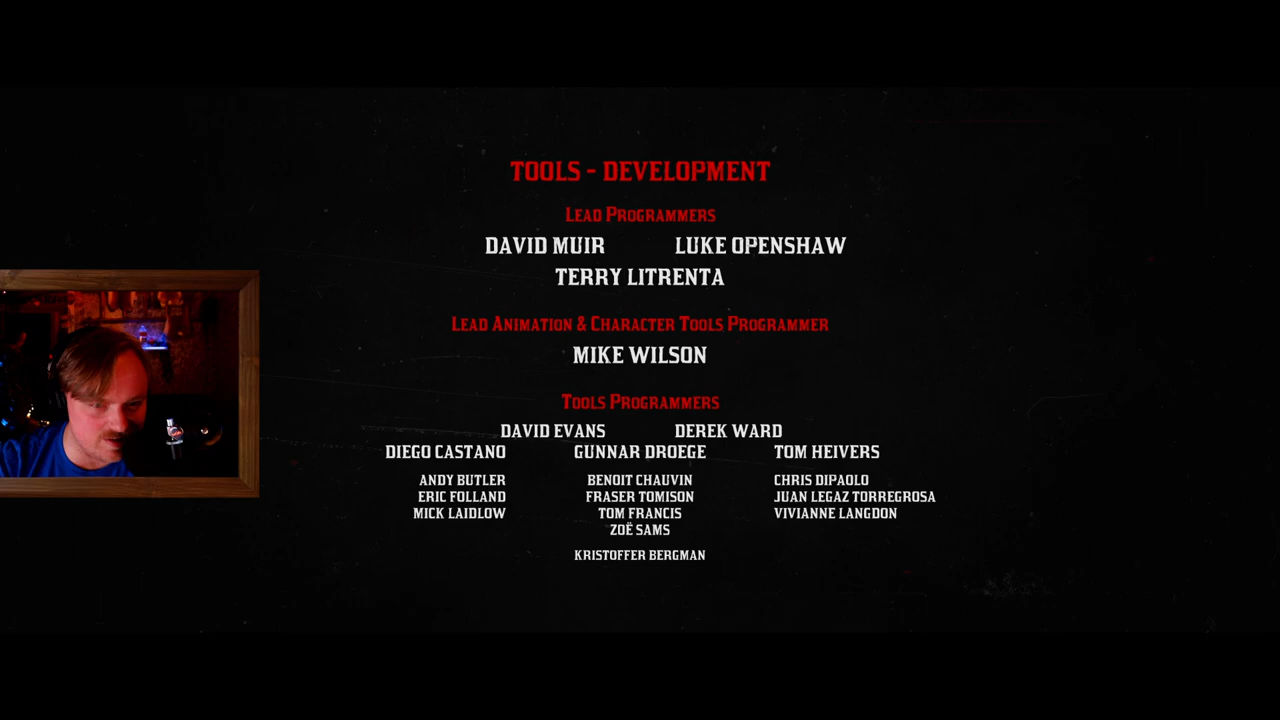 TOOLS - DEVELOPMENT
LEAD PROGRAMMERS
DAVID MUIR LUKE OPENSHAW
TERRY LITRENTA
LEAD ANIMATION & CHARACTER TOOLS PROGRAMMER
MIKE WILSON
TOOLS PROGRAMMERS
DAVID EVANS DEREK WARD
DIEGO CASTANO GUNNAR DROEGE TOM HEIVERS
ANDY BUTLER BENOIT CHAUVIN CHRIS DIPAOLO
ERIC FOLLAND FRASER TOMISON JUAN LEGAZ TORREGROSA
MICK LAIDLOW TOM FRANCIS VIVIANNE LANGDON
ZOË SAMS
KRISTOFFER BERGMAN